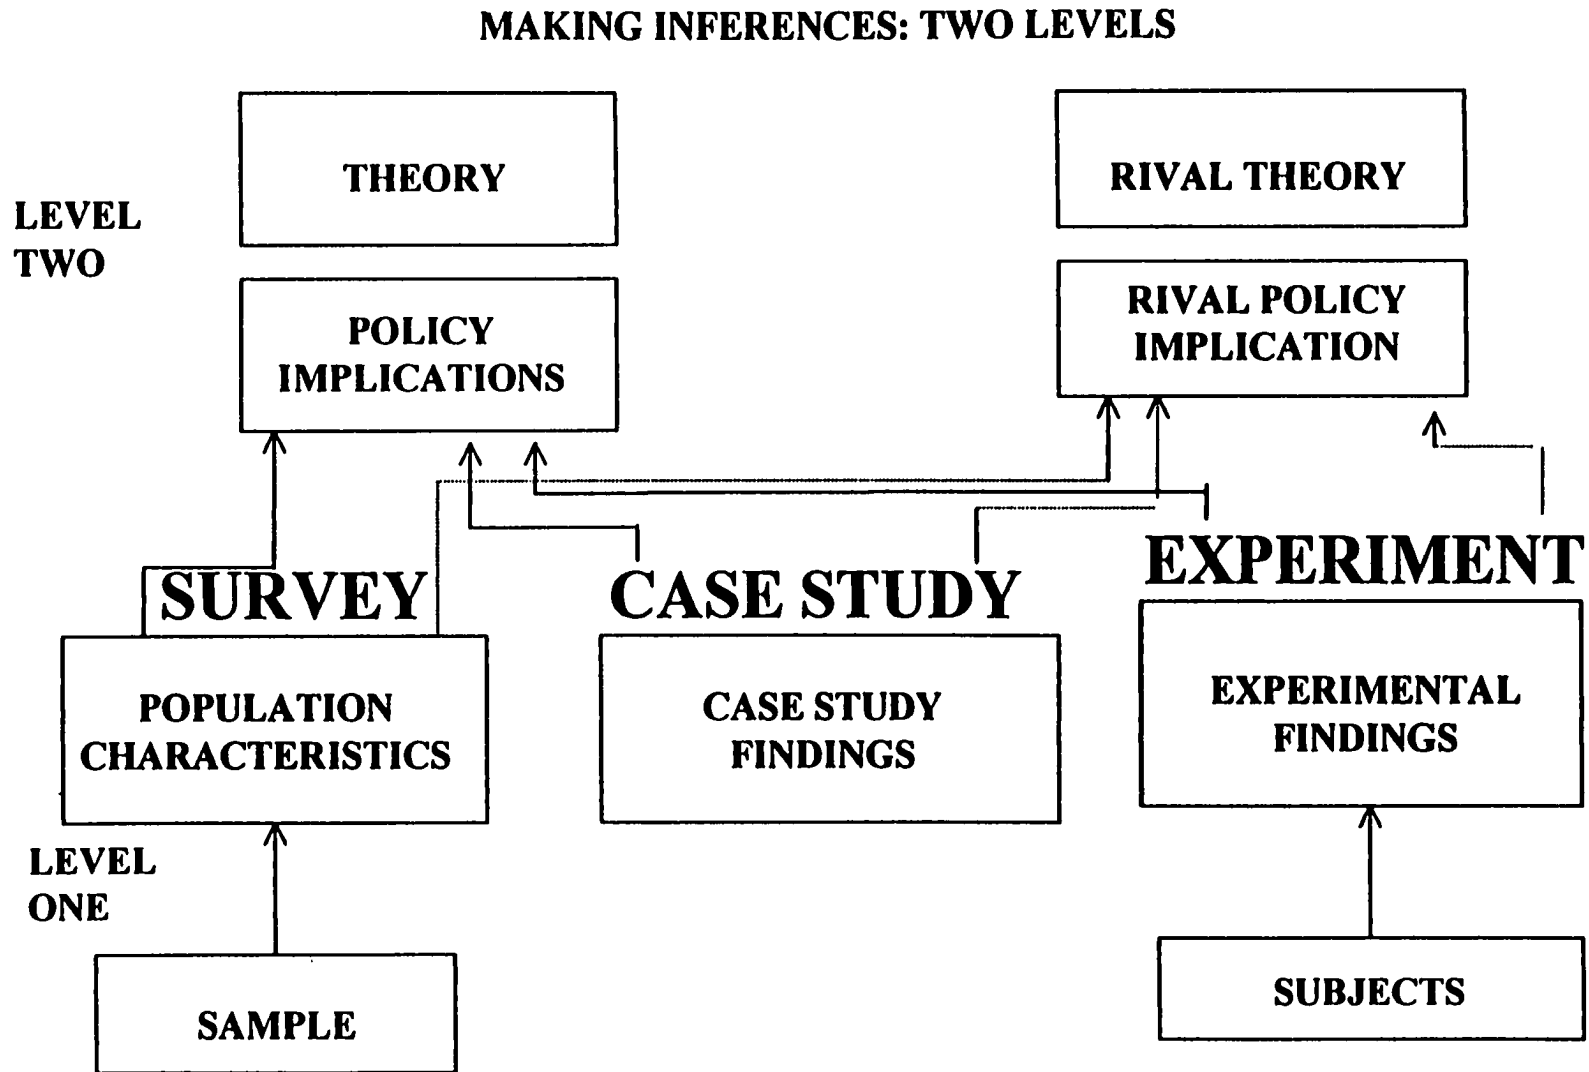 MAKING INFERENCES: TWO LEVELS
THEORY
RIVAL THEORY
LEVEL
TWO
POLICY
IMPLICATIONS
RIVAL POLICY
IMPLICATION
SURVEY
CASE STUDY
EXPERIMENT
POPULATION
CHARACTERISTICS
CASE STUDY
FINDINGS
EXPERIMENTAL
FINDINGS
LEVEL
ONE
SAMPLE
SUBJECTS